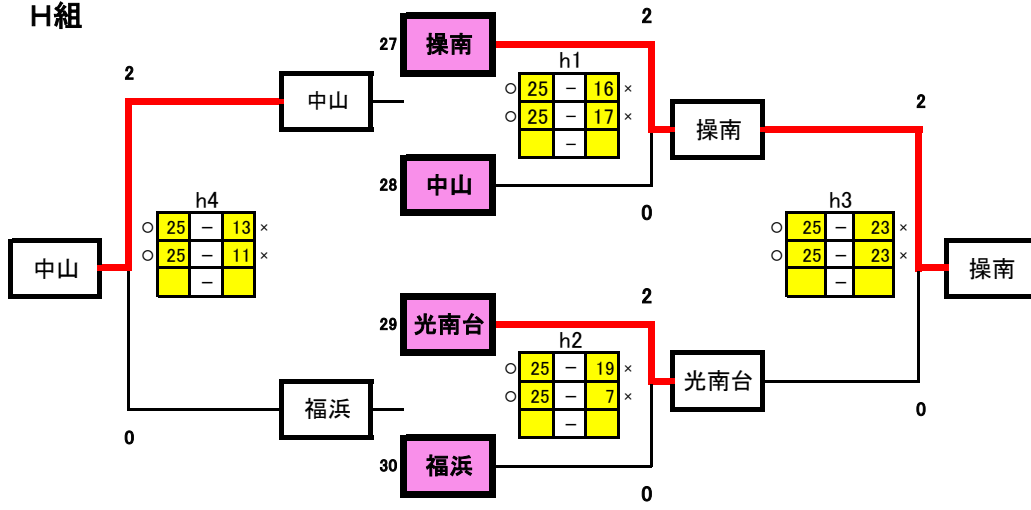 H組
27 操南
2
h1
○ 25 － 16 ×
○ 25 － 17 ×
－
28 中山
0
操南
2
中山
2
h4
○ 25 － 13 ×
○ 25 － 11 ×
－
中山
福浜
0
29 光南台
2
h2
○ 25 － 19 ×
○ 25 － 7 ×
－
30 福浜
0
光南台
0
h3
○ 25 － 23 ×
○ 25 － 23 ×
－
操南